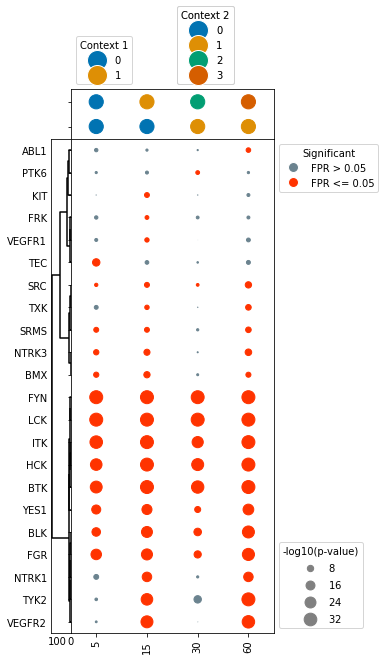 Context 1
0
1
Context 2
0
1
2
3
ABL1
PTK6
KIT
FRK
VEGFR1
TEC
SRC
TXK
SRMS
NTRK3
BMX
FYN
LCK
ITK
HCK
BTK
YES1
BLK
FGR
NTRK1
TYK2
VEGFR2
100 0
5
15
30
60
Significant
FPR > 0.05
FPR <= 0.05
-log10(p-value)
8
16
24
32